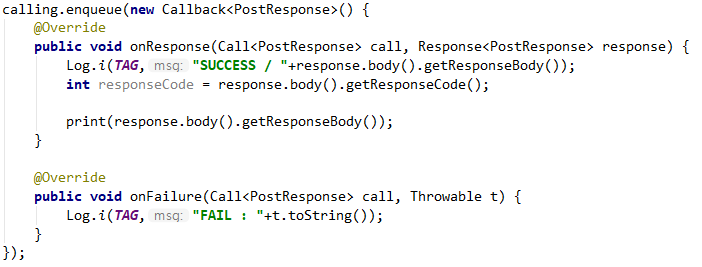 calling.enqueue(new Callback<PostResponse>() {
    @Override
    public void onResponse(Call<PostResponse> call, Response<PostResponse> response) {
        Log.i(TAG, msg: "SUCCESS / "+response.body().getResponseBody());
        int responseCode = response.body().getResponseCode();

        print(response.body().getResponseBody());
    }

    @Override
    public void onFailure(Call<PostResponse> call, Throwable t) {
        Log.i(TAG, msg: "FAIL : "+t.toString());
    }
});